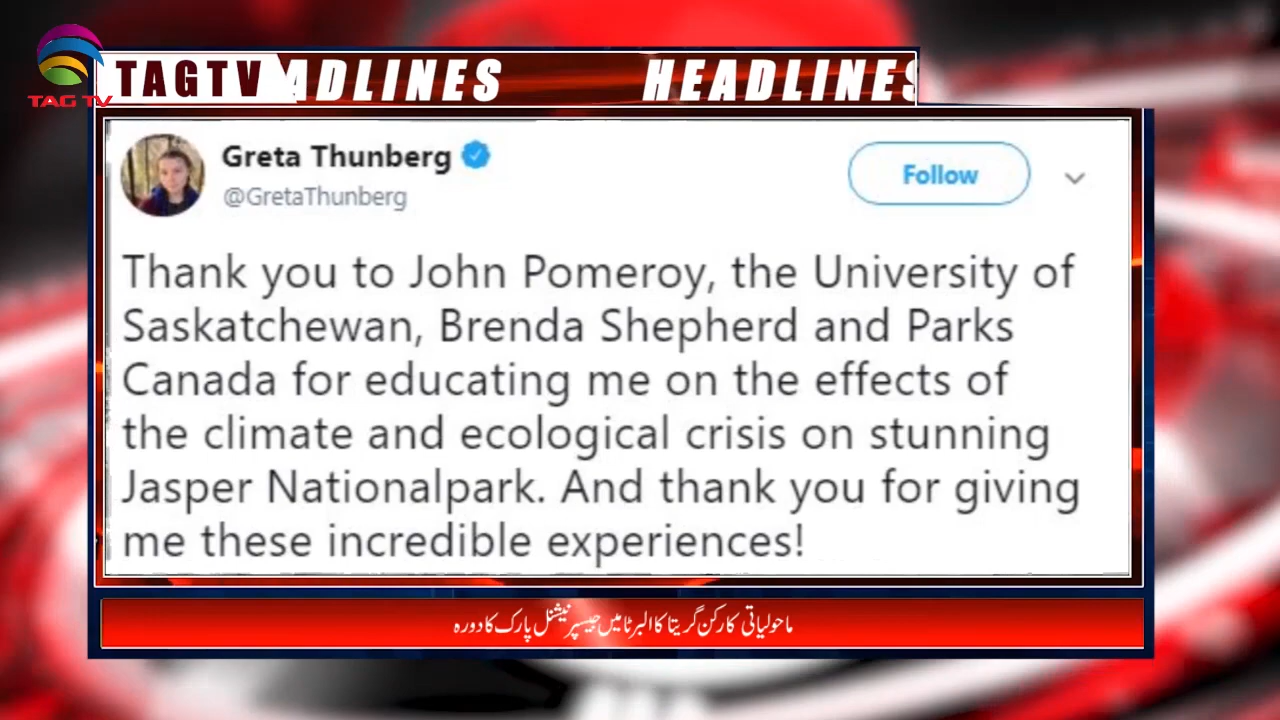 TAG TV
TAGTV
ADLINES
HEADLINES
Greta Thunberg
@GretaThunberg
Follow
Thank you to John Pomeroy, the University of
Saskatchewan, Brenda Shepherd and Parks
Canada for educating me on the effects of
the climate and ecological crisis on stunning
Jasper Nationalpark. And thank you for giving
me these incredible experiences!
ماحولیاتی کارکن گریتا کا البرٹا میں جیسپر نیشنل پارک کا دورہ